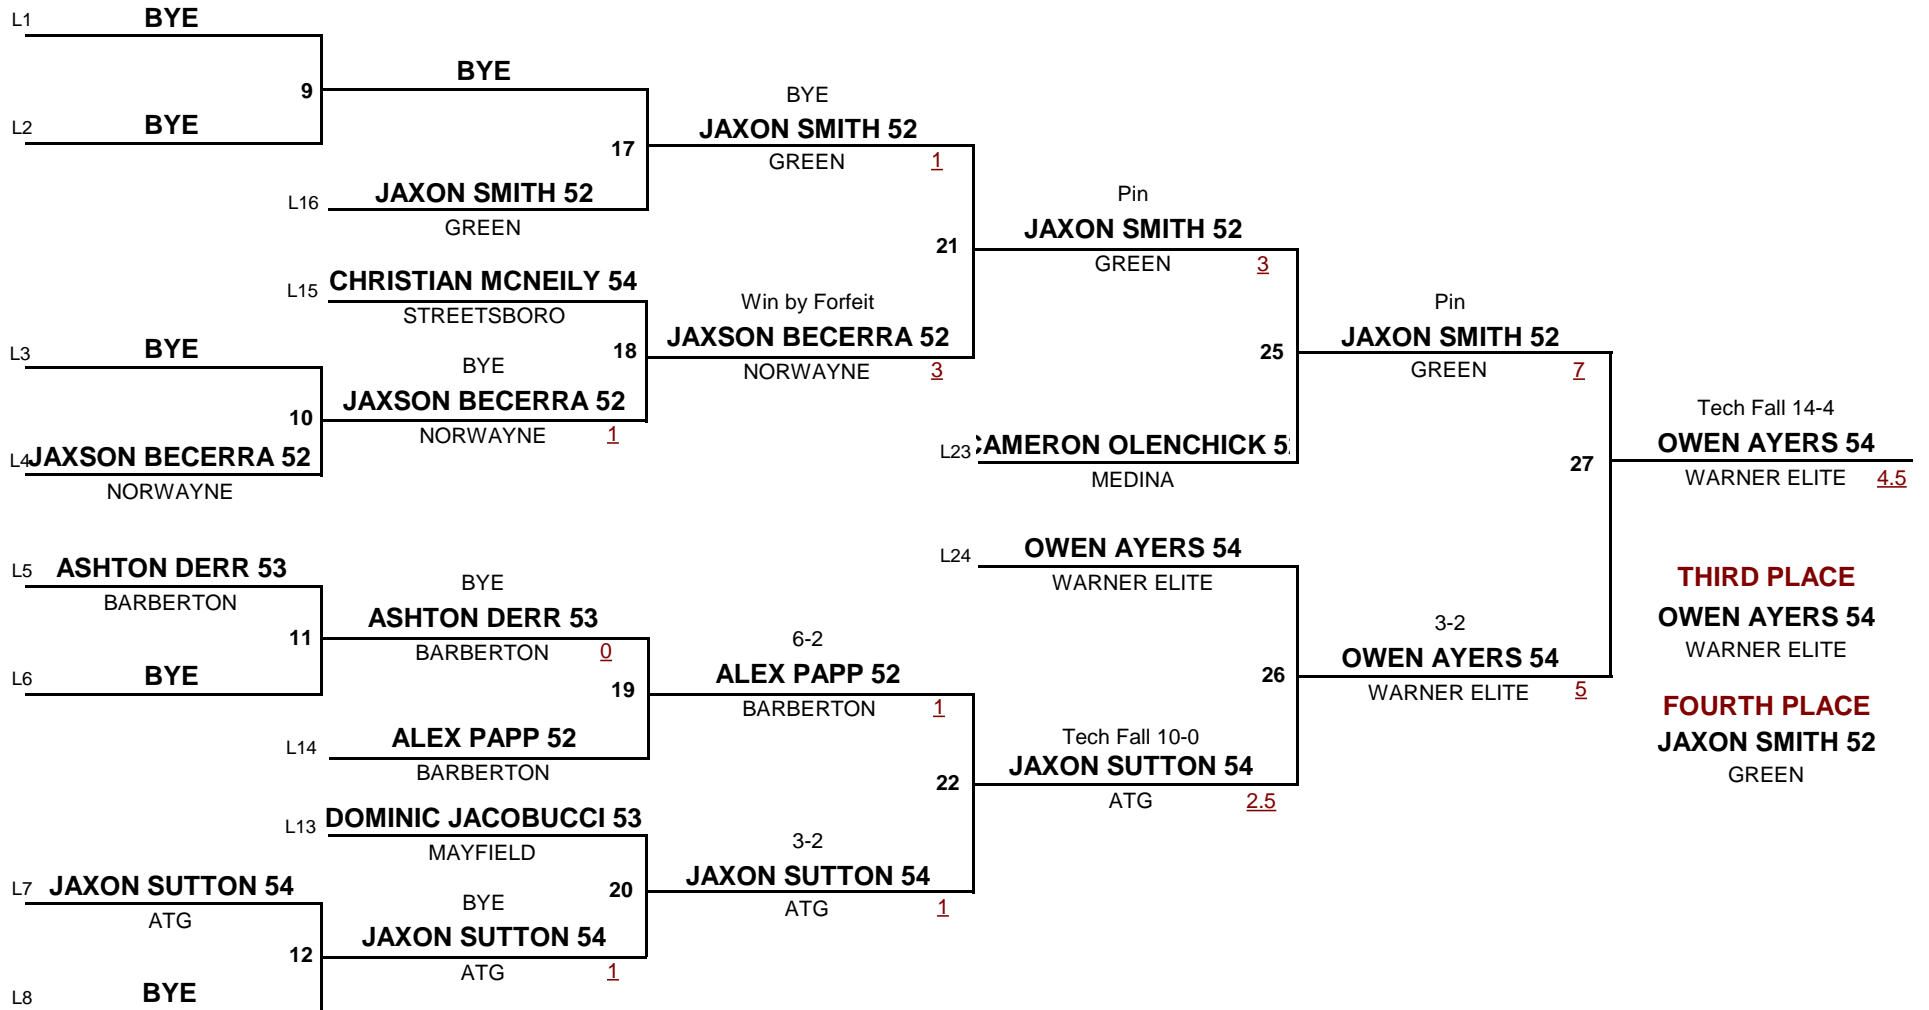 L1 BYE
9
L2 BYE
BYE
17
L16 JAXON SMITH 52
GREEN
BYE
JAXON SMITH 52
GREEN 1
21
L15 CHRISTIAN MCNEILY 54
STREETSBORO
18
L3 BYE
10
L4 JAXSON BECERRA 52
NORWAYNE
BYE
JAXSON BECERRA 52
NORWAYNE 1
Win by Forfeit
JAXSON BECERRA 52
NORWAYNE 3
Pin
JAXON SMITH 52
GREEN 3
25
L23 CAMERON OLENCHICK 5
MEDINA
Pin
JAXON SMITH 52
GREEN 7
27
Tech Fall 14-4
OWEN AYERS 54
WARNER ELITE 4.5
L5 ASHTON DERR 53
BARBERTON
11
L6 BYE
BYE
ASHTON DERR 53
BARBERTON 0
19
L14 ALEX PAPP 52
BARBERTON
6-2
ALEX PAPP 52
BARBERTON 1
22
L13 DOMINIC JACOBUCCI 53
MAYFIELD
20
L7 JAXON SUTTON 54
ATG
12
L8 BYE
BYE
JAXON SUTTON 54
ATG 1
3-2
JAXON SUTTON 54
ATG 1
Tech Fall 10-0
JAXON SUTTON 54
ATG 2.5
L24 OWEN AYERS 54
WARNER ELITE
26
3-2
OWEN AYERS 54
WARNER ELITE 5
THIRD PLACE
OWEN AYERS 54
WARNER ELITE
FOURTH PLACE
JAXON SMITH 52
GREEN